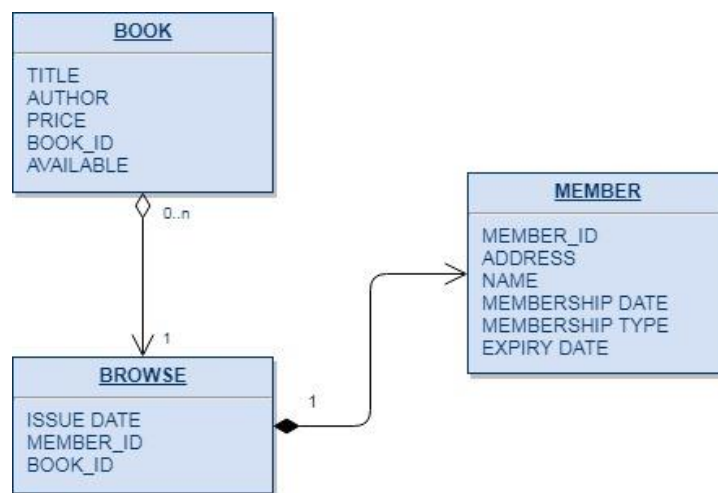 BOOK
TITLE
AUTHOR
PRICE
BOOK_ID
AVAILABLE
0..n
1
BROWSE
ISSUE DATE
MEMBER_ID
BOOK_ID
1
MEMBER
MEMBER_ID
ADDRESS
NAME
MEMBERSHIP DATE
MEMBERSHIP TYPE
EXPIRY DATE